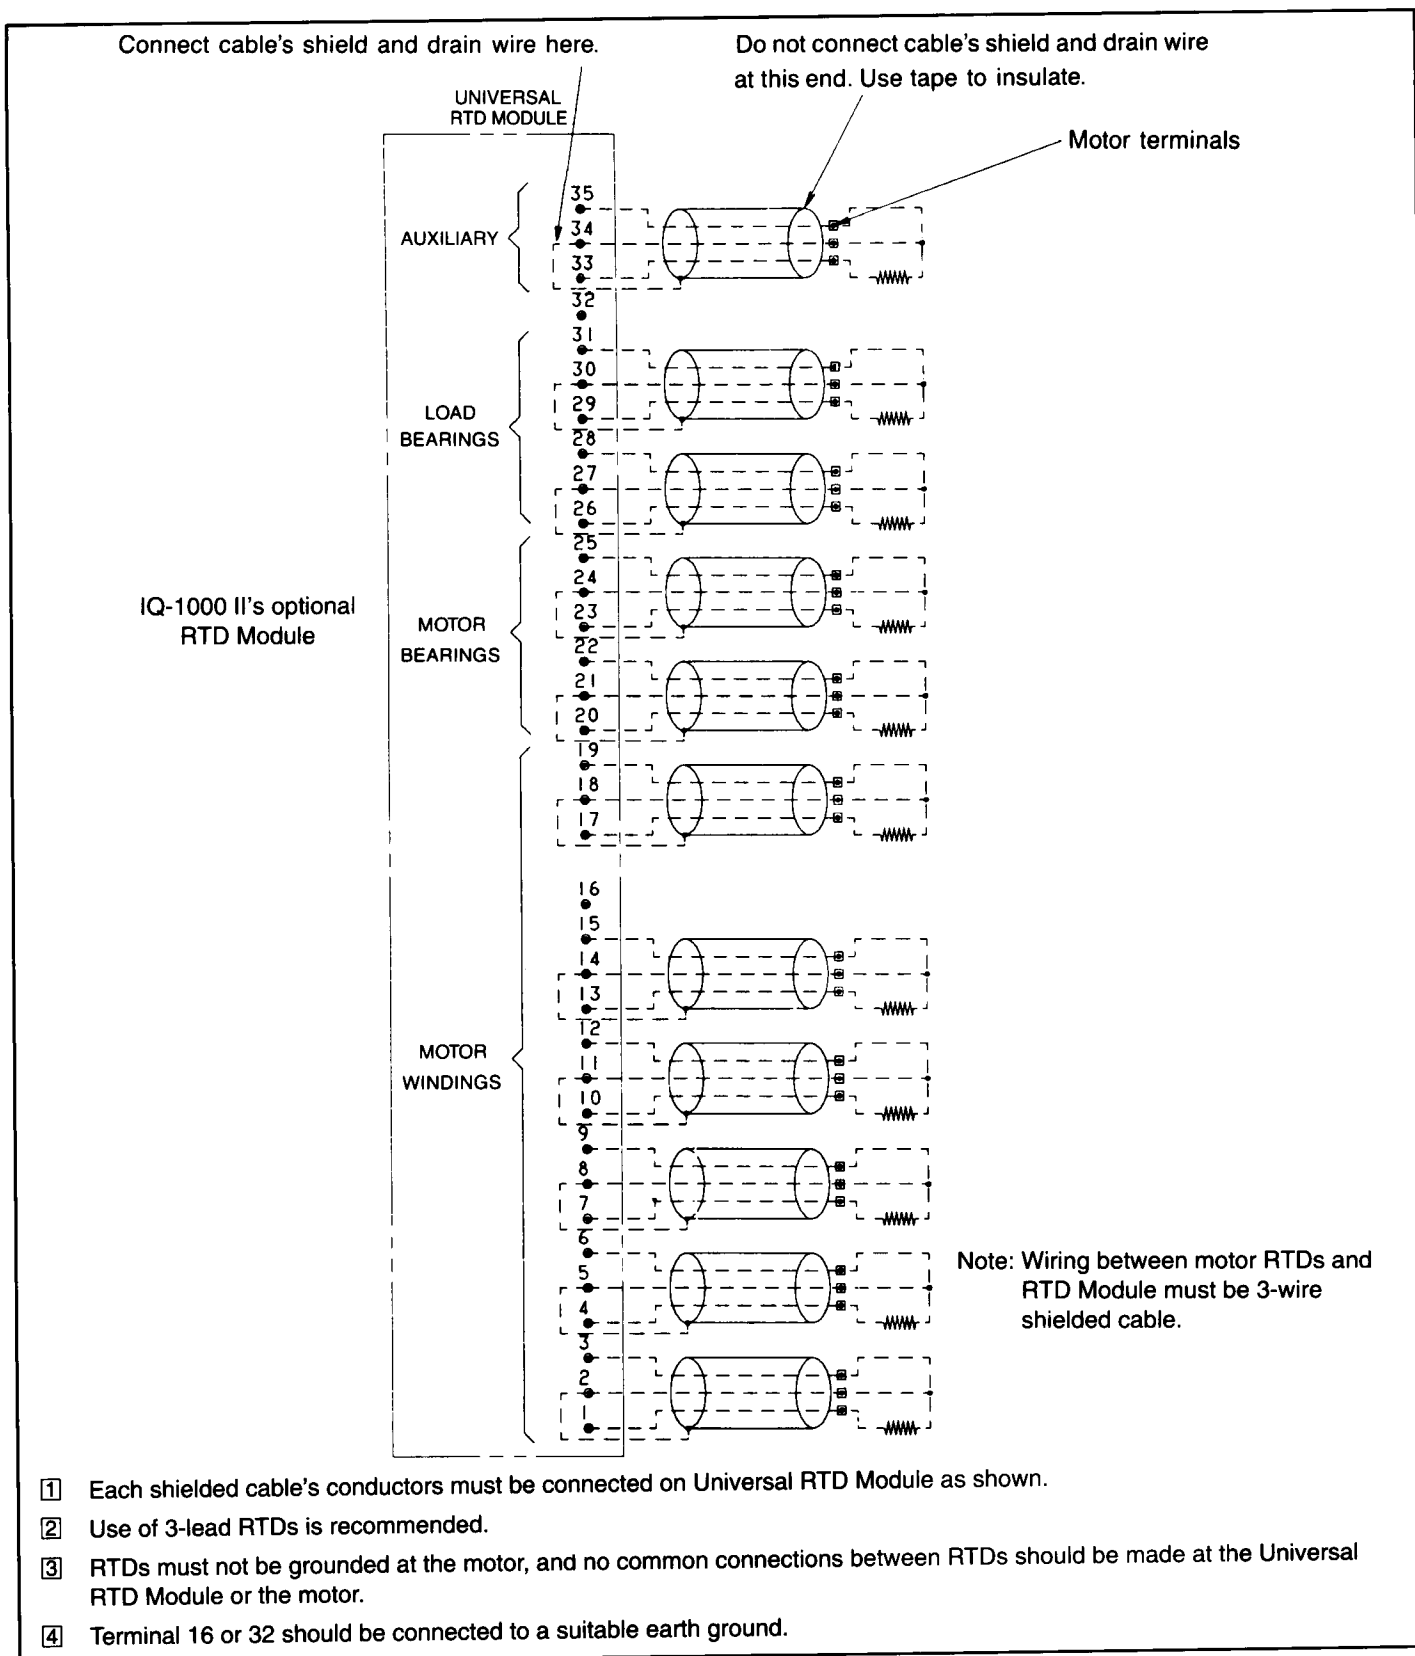 Connect cable's shield and drain wire here.
Do not connect cable's shield and drain wire
at this end. Use tape to insulate.
UNIVERSAL
RTD MODULE
Motor terminals
35
34
AUXILIARY
33
32
31
30
LOAD
BEARINGS
29
28
27
26
25
24
IQ-1000 II's optional
RTD Module
MOTOR
BEARINGS
23
22
21
20
19
18
17
16
15
14
13
12
MOTOR
WINDINGS
11
10
9
8
7
6
5
4
3
2
1
Note: Wiring between motor RTDs and
RTD Module must be 3-wire
shielded cable.
1 Each shielded cable's conductors must be connected on Universal RTD Module as shown.
2 Use of 3-lead RTDs is recommended.
3 RTDs must not be grounded at the motor, and no common connections between RTDs should be made at the Universal
RTD Module or the motor.
4 Terminal 16 or 32 should be connected to a suitable earth ground.